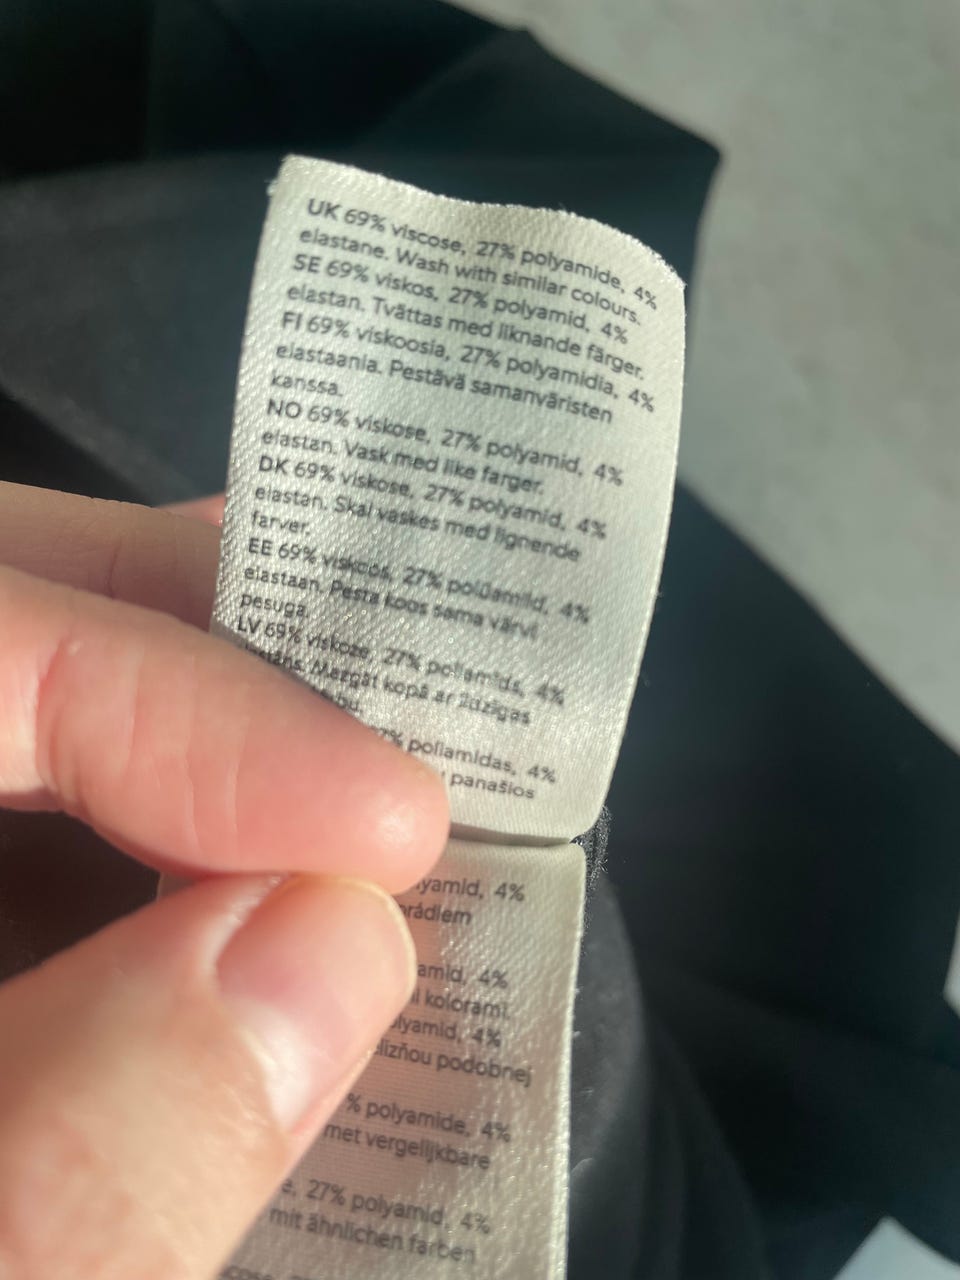 UK 69% viscose, 27% polyamide, 4%
elastane. Wash with similar colours.
SE 69% viskos, 27% polyamid, 4%
elastan. Tvättas med liknande färger.
FI 69% viskoosia, 27% polyamidia, 4%
elastaania. Pestävä samanväristen
kanssa.
NO 69% viskose, 27% polyamid, 4%
elastan. Vask med like farger.
DK 69% viskose, 27% polyamid, 4%
elastan. Skal vaskes med lignende
farver.
EE 69% viskoos, 27% polüamiid, 4%
elastaan. Pesta koos sama värvi
pesuga.
LV 69% viskoze, 27% poliamīds, 4%
Mazgāt kopā ar līdzīgas
poliamidas, 4%
panašios
4%
4%
kolorami.
4%
podobnej
% polyamide, 4%
met vergelijkbare
27% polyamid, 4%
mit ähnlichen farben